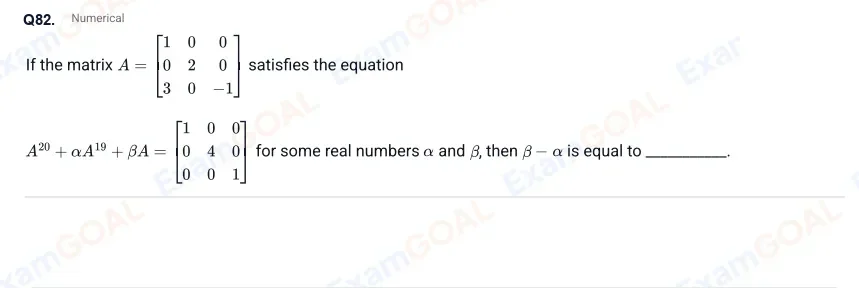 Q82. Numerical
If the matrix A = [1 0 0; 0 2 0; 3 0 −1] satisfies the equation
A^20 + αA^19 + βA = [1 0 0; 0 4 0; 0 0 1] for some real numbers α and β, then β − α is equal to ________.
ExamGOAL